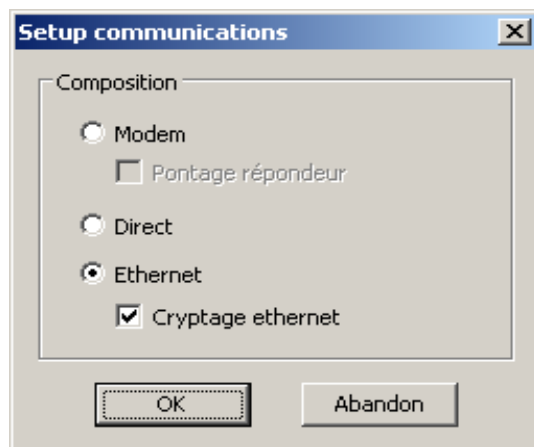 Setup communications
Composition
Modem
Pontage répondeur
Direct
Ethernet
Cryptage ethernet
OK Abandon